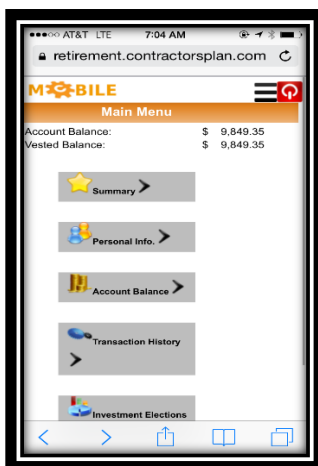 AT&T LTE 7:04 AM
retirement.contractorsplan.com
MOBILE
Main Menu
Account Balance: $ 9,849.35
Vested Balance: $ 9,849.35
Summary
Personal Info.
Account Balance
Transaction History
Investment Elections